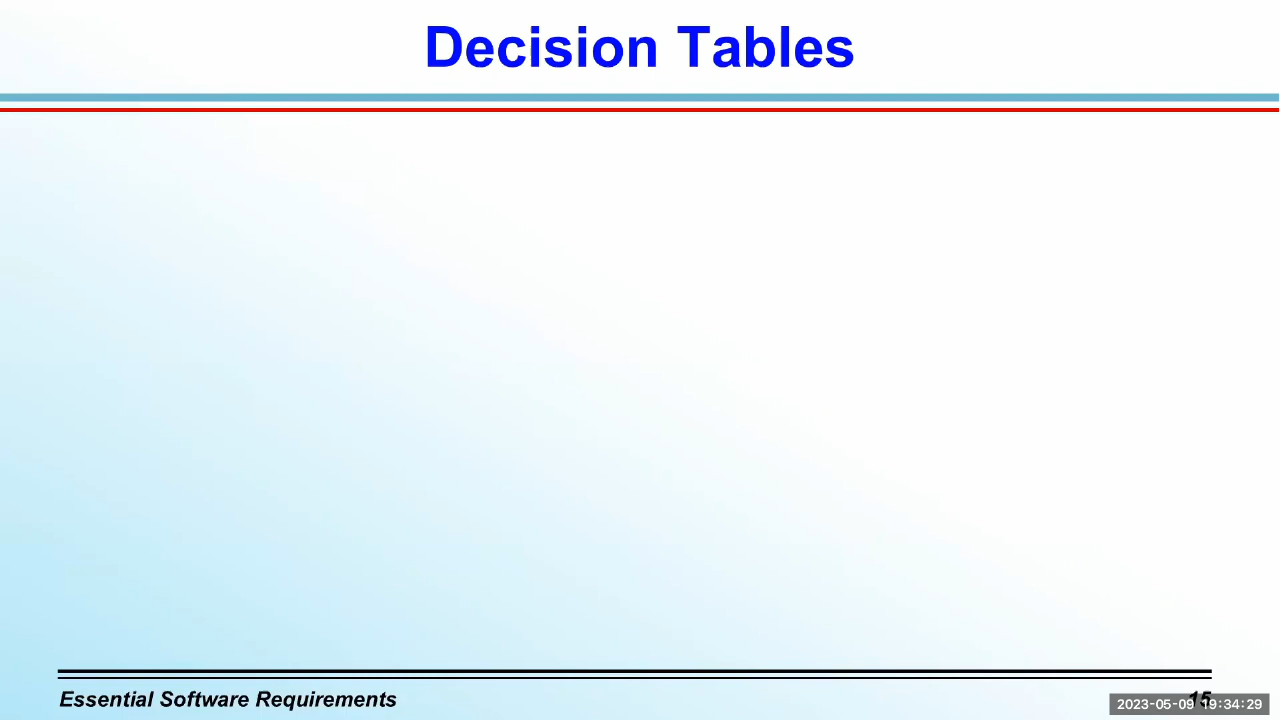 Decision Tables
Essential Software Requirements
15
2023-05-09 19:34:29